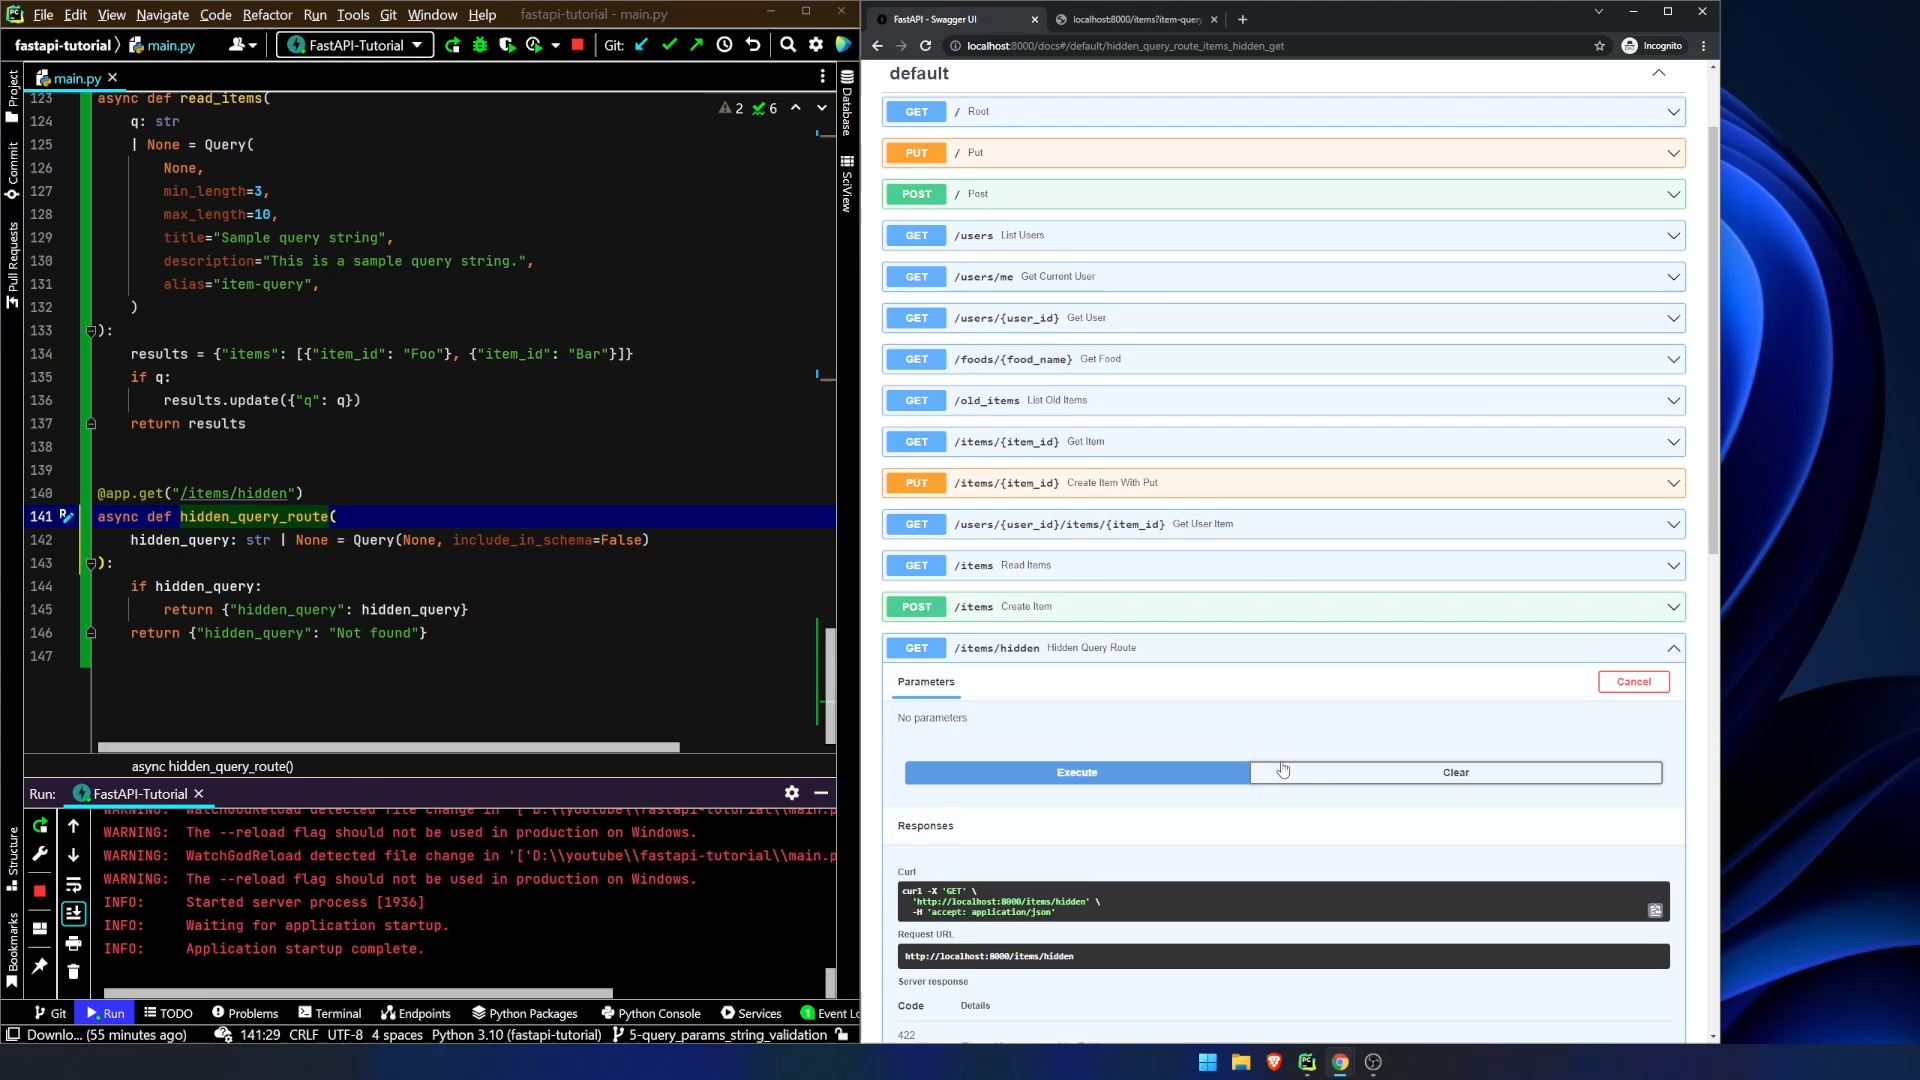 File Edit View Navigate Code Refactor Run Tools Git Window Help fastapi-tutorial - main.py
fastapi-tutorial main.py FastAPI-Tutorial Git:
main.py
2 6
123 async def read_items(
124 q: str
125 | None = Query(
126 None,
127 min_length=3,
128 max_length=10,
129 title="Sample query string",
130 description="This is a sample query string.",
131 alias="item-query",
132 )
133 ):
134 results = {"items": [{"item_id": "Foo"}, {"item_id": "Bar"}]}
135 if q:
136 results.update({"q": q})
137 return results
138
139
140 @app.get("/items/hidden")
141 async def hidden_query_route(
142 hidden_query: str | None = Query(None, include_in_schema=False)
143 ):
144 if hidden_query:
145 return {"hidden_query": hidden_query}
146 return {"hidden_query": "Not found"}
147
async hidden_query_route()
Project
Commit
Pull Requests
Structure
Bookmarks
Database
SciView
Run: FastAPI-Tutorial
WARNING: WatchGodReload detected file change in '['D:\\youtube\\fastapi-tutorial\\main.p
WARNING: The --reload flag should not be used in production on Windows.
WARNING: WatchGodReload detected file change in '['D:\\youtube\\fastapi-tutorial\\main.p
WARNING: The --reload flag should not be used in production on Windows.
INFO: Started server process [1936]
INFO: Waiting for application startup.
INFO: Application startup complete.
Git Run TODO Problems Terminal Endpoints Python Packages Python Console Services 1 Event Lo
Downlo... (55 minutes ago) 141:29 CRLF UTF-8 4 spaces Python 3.10 (fastapi-tutorial) 5-query_params_string_validation
FastAPI - Swagger UI localhost:8000/items?item-query
localhost:8000/docs#/default/hidden_query_route_items_hidden_get Incognito
default
GET / Root
PUT / Put
POST / Post
GET /users List Users
GET /users/me Get Current User
GET /users/{user_id} Get User
GET /foods/{food_name} Get Food
GET /old_items List Old Items
GET /items/{item_id} Get Item
PUT /items/{item_id} Create Item With Put
GET /users/{user_id}/items/{item_id} Get User Item
GET /items Read Items
POST /items Create Item
GET /items/hidden Hidden Query Route
Parameters Cancel
No parameters
Execute Clear
Responses
Curl
curl -X 'GET' \
'http://localhost:8000/items/hidden' \
-H 'accept: application/json'
Request URL
http://localhost:8000/items/hidden
Server response
Code Details
422